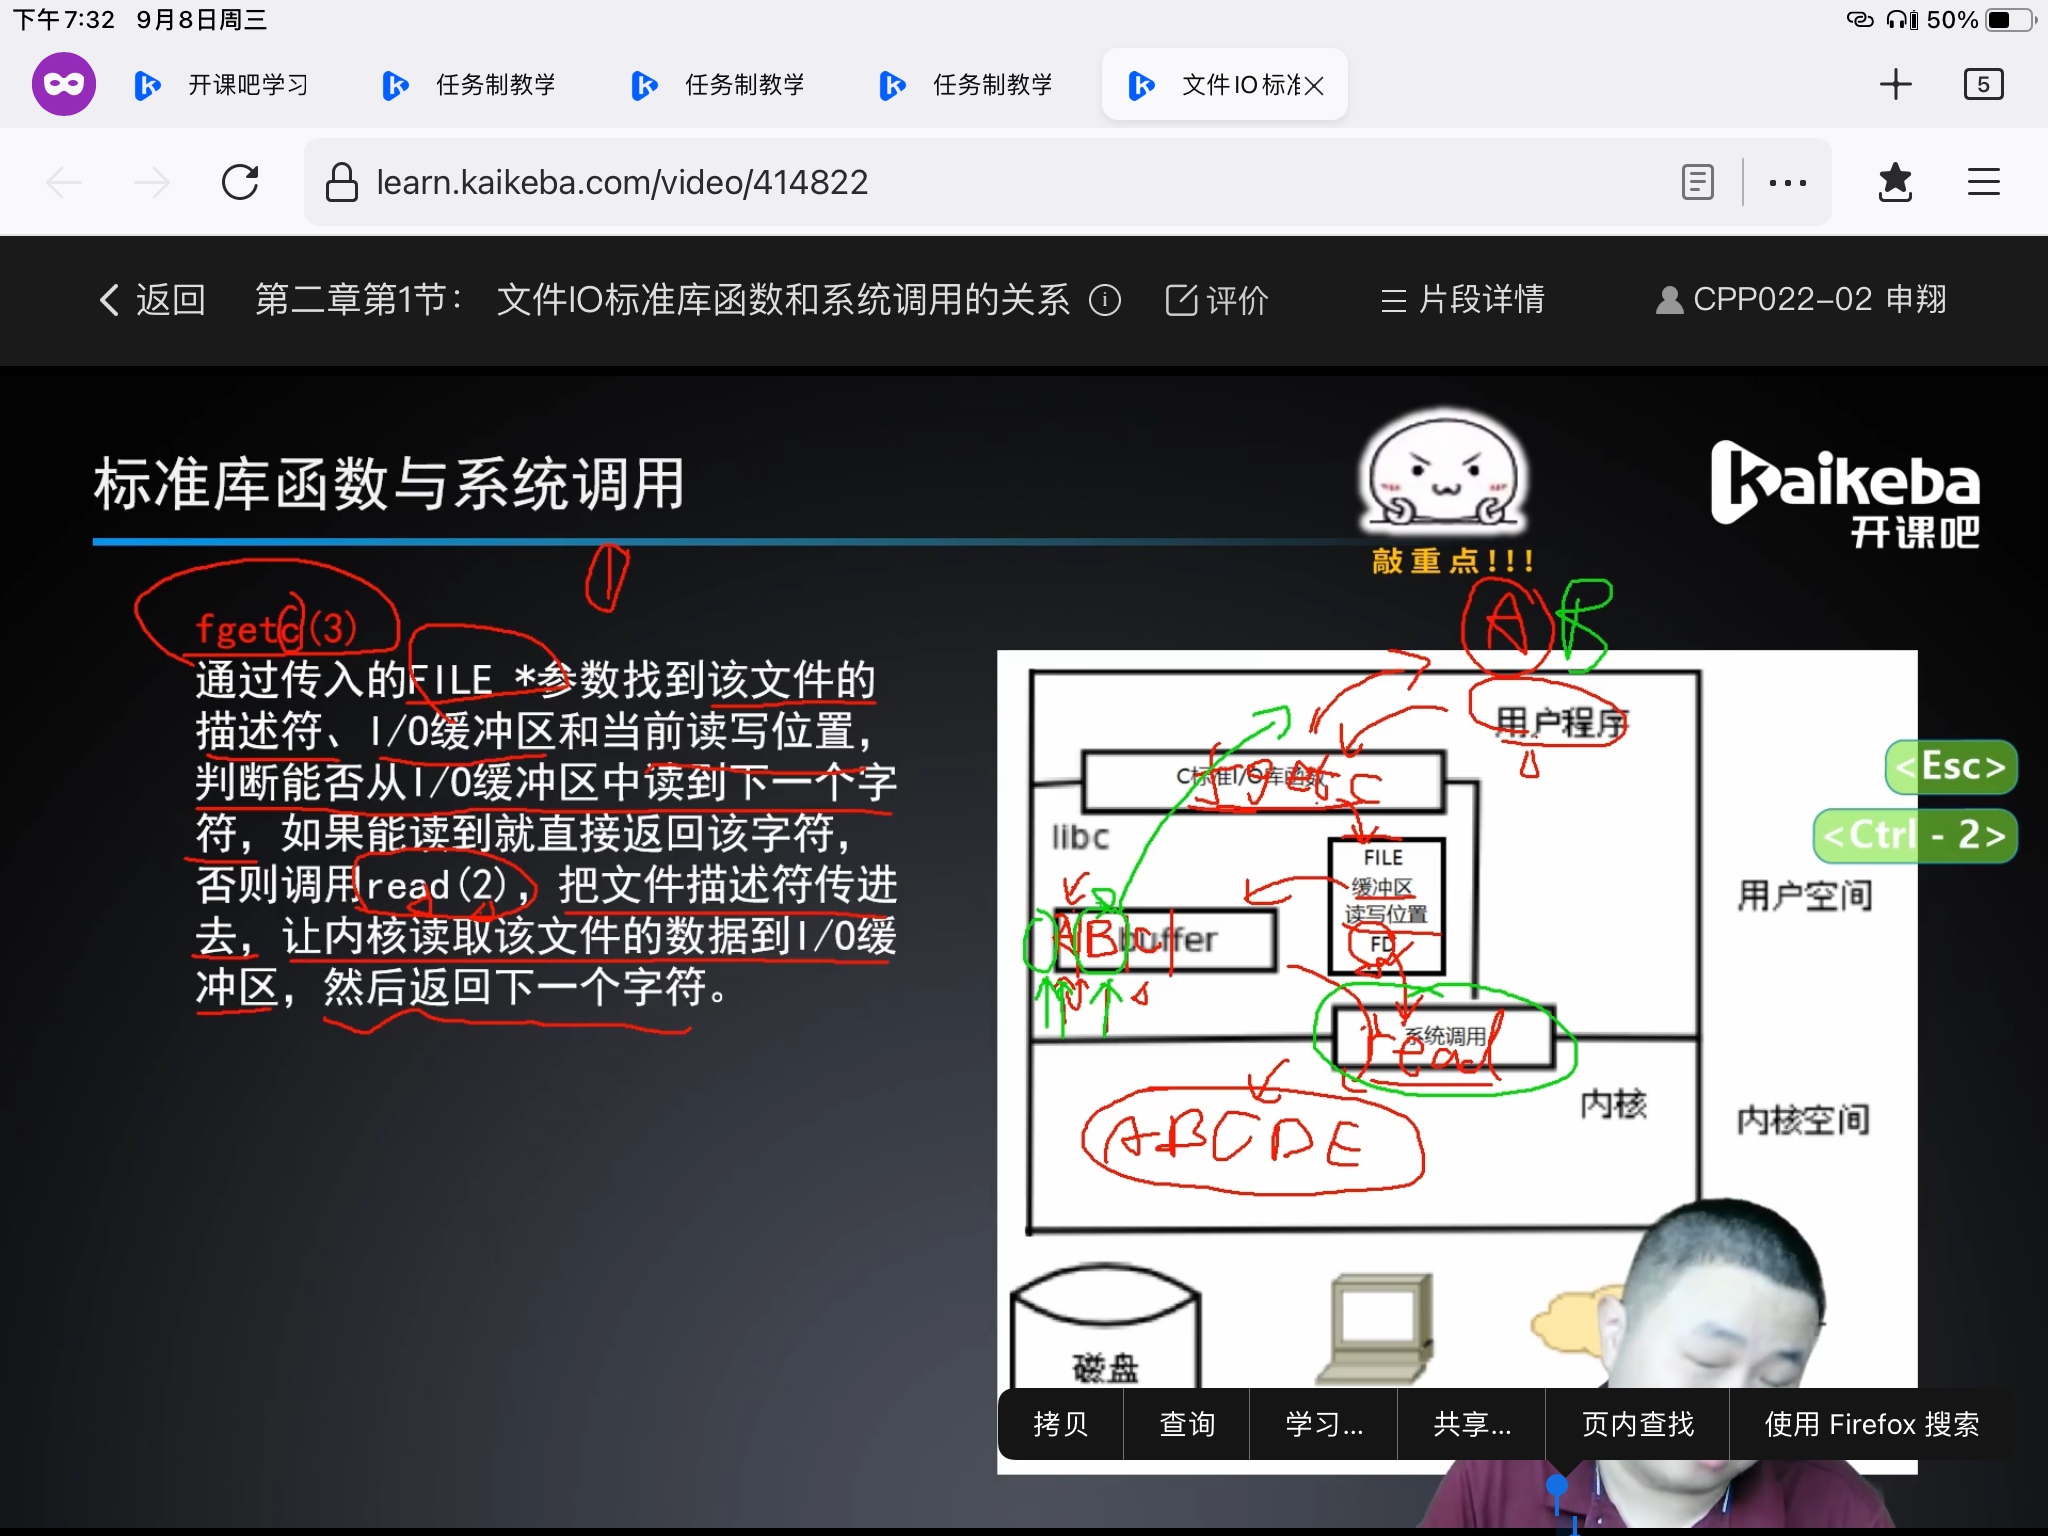 下午7:32 9月8日周三 50%
开课吧学习 任务制教学 任务制教学 任务制教学 文件IO标准 5
learn.kaikeba.com/video/414822
返回 第二章第1节： 文件IO标准库函数和系统调用的关系 评价 片段详情 CPP022-02 申翔
标准库函数与系统调用
敲重点!!!
kaikeba
开课吧
fgetc(3)
通过传入的FILE *参数找到该文件的
描述符、I/O缓冲区和当前读写位置，
判断能否从I/O缓冲区中读到下一个字
符，如果能读到就直接返回该字符，
否则调用read(2)，把文件描述符传进
去，让内核读取该文件的数据到I/O缓
冲区，然后返回下一个字符。
A B
用户程序
C标准I/O库函数
fgetc
libc
FILE
缓冲区
读写位置
FD
A B C
buffer
用户空间
系统调用
read
ABCDE
内核
内核空间
磁盘
<Esc>
<Ctrl - 2>
拷贝 查询 学习... 共享... 页内查找 使用 Firefox 搜索